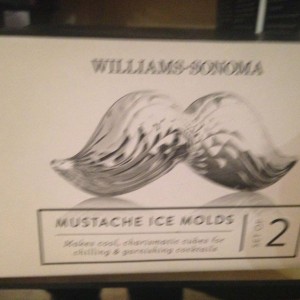 WILLIAMS-SONOMA
MUSTACHE ICE MOLDS
Makes cool, charismatic cubes for
chilling & garnishing cocktails
SET OF 2